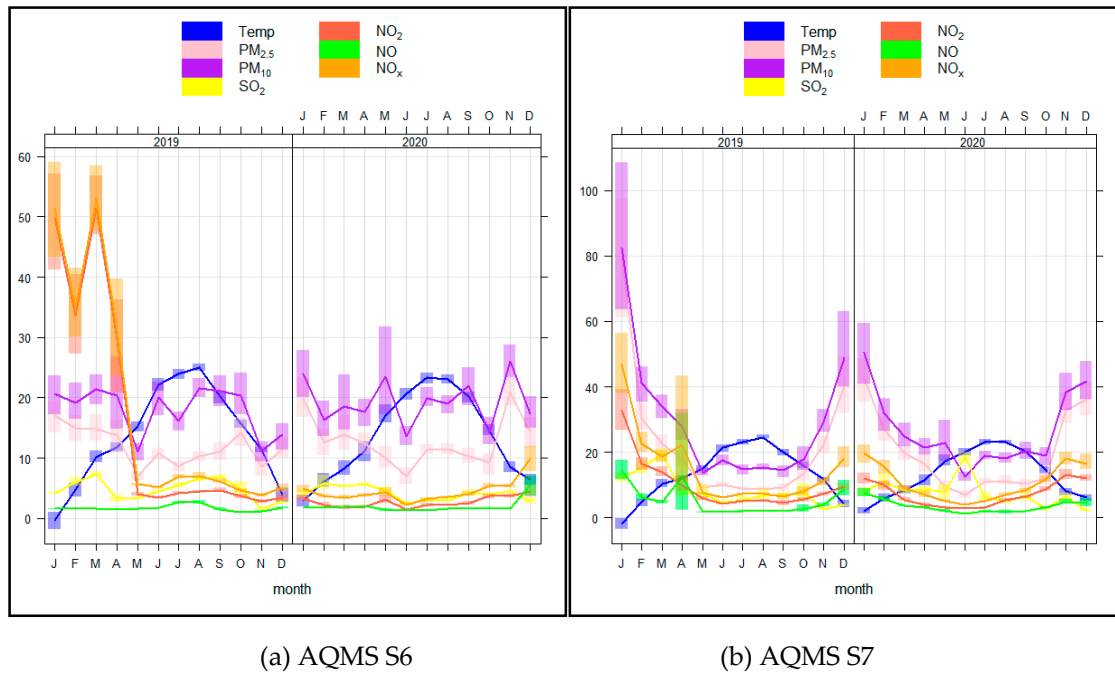 Temp NO₂
PM₂.₅ NO
PM₁₀ NOₓ
SO₂
J F M A M J J A S O N D
2019 2020
60
50
40
30
20
10
0
J F M A M J J A S O N D
month
(a) AQMS S6
Temp NO₂
PM₂.₅ NO
PM₁₀ NOₓ
SO₂
J F M A M J J A S O N D
2019 2020
100
80
60
40
20
0
J F M A M J J A S O N D
month
(b) AQMS S7